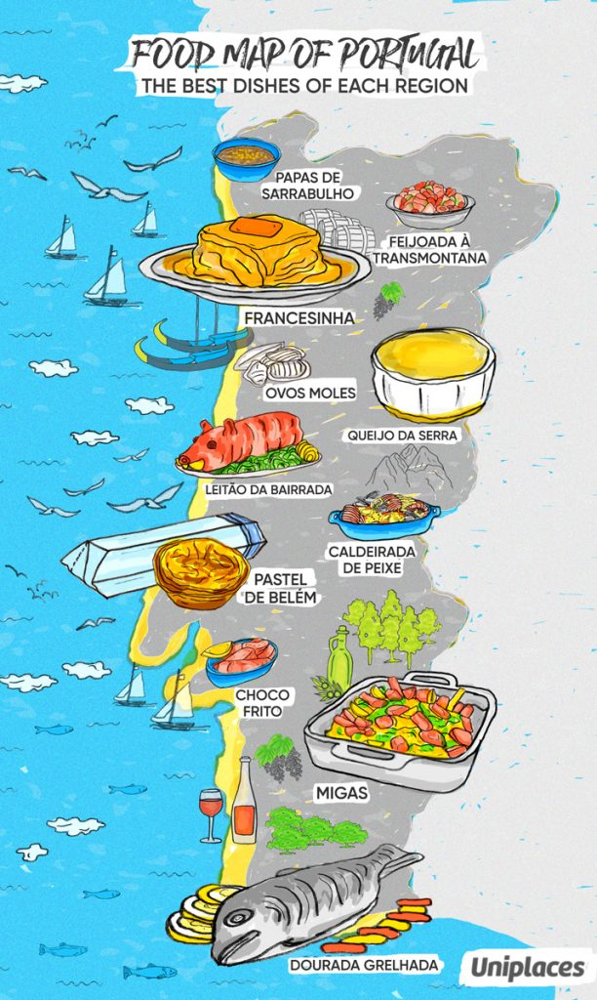 FOOD MAP OF PORTUGAL
THE BEST DISHES OF EACH REGION
PAPAS DE
SARRABULHO
FEIJOADA À
TRANSMONTANA
FRANCESINHA
OVOS MOLES
QUEIJO DA SERRA
LEITÃO DA BAIRRADA
CALDEIRADA
DE PEIXE
PASTEL
DE BELÉM
CHOCO
FRITO
MIGAS
DOURADA GRELHADA
Uniplaces